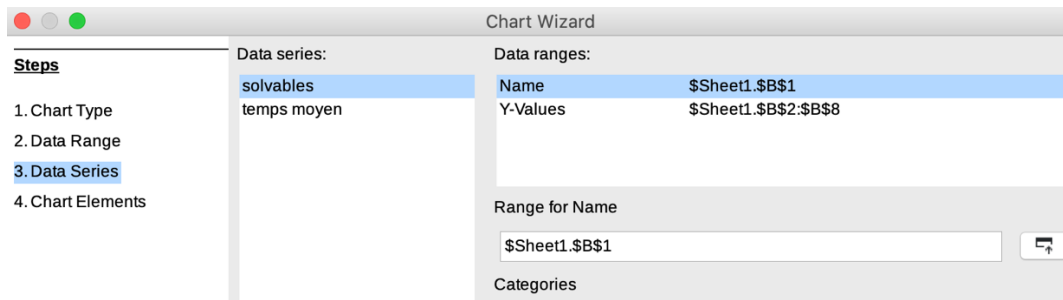 Chart Wizard
Steps
1. Chart Type
2. Data Range
3. Data Series
4. Chart Elements
Data series:
solvables
temps moyen
Data ranges:
Name $Sheet1.$B$1
Y-Values $Sheet1.$B$2:$B$8
Range for Name
$Sheet1.$B$1
Categories